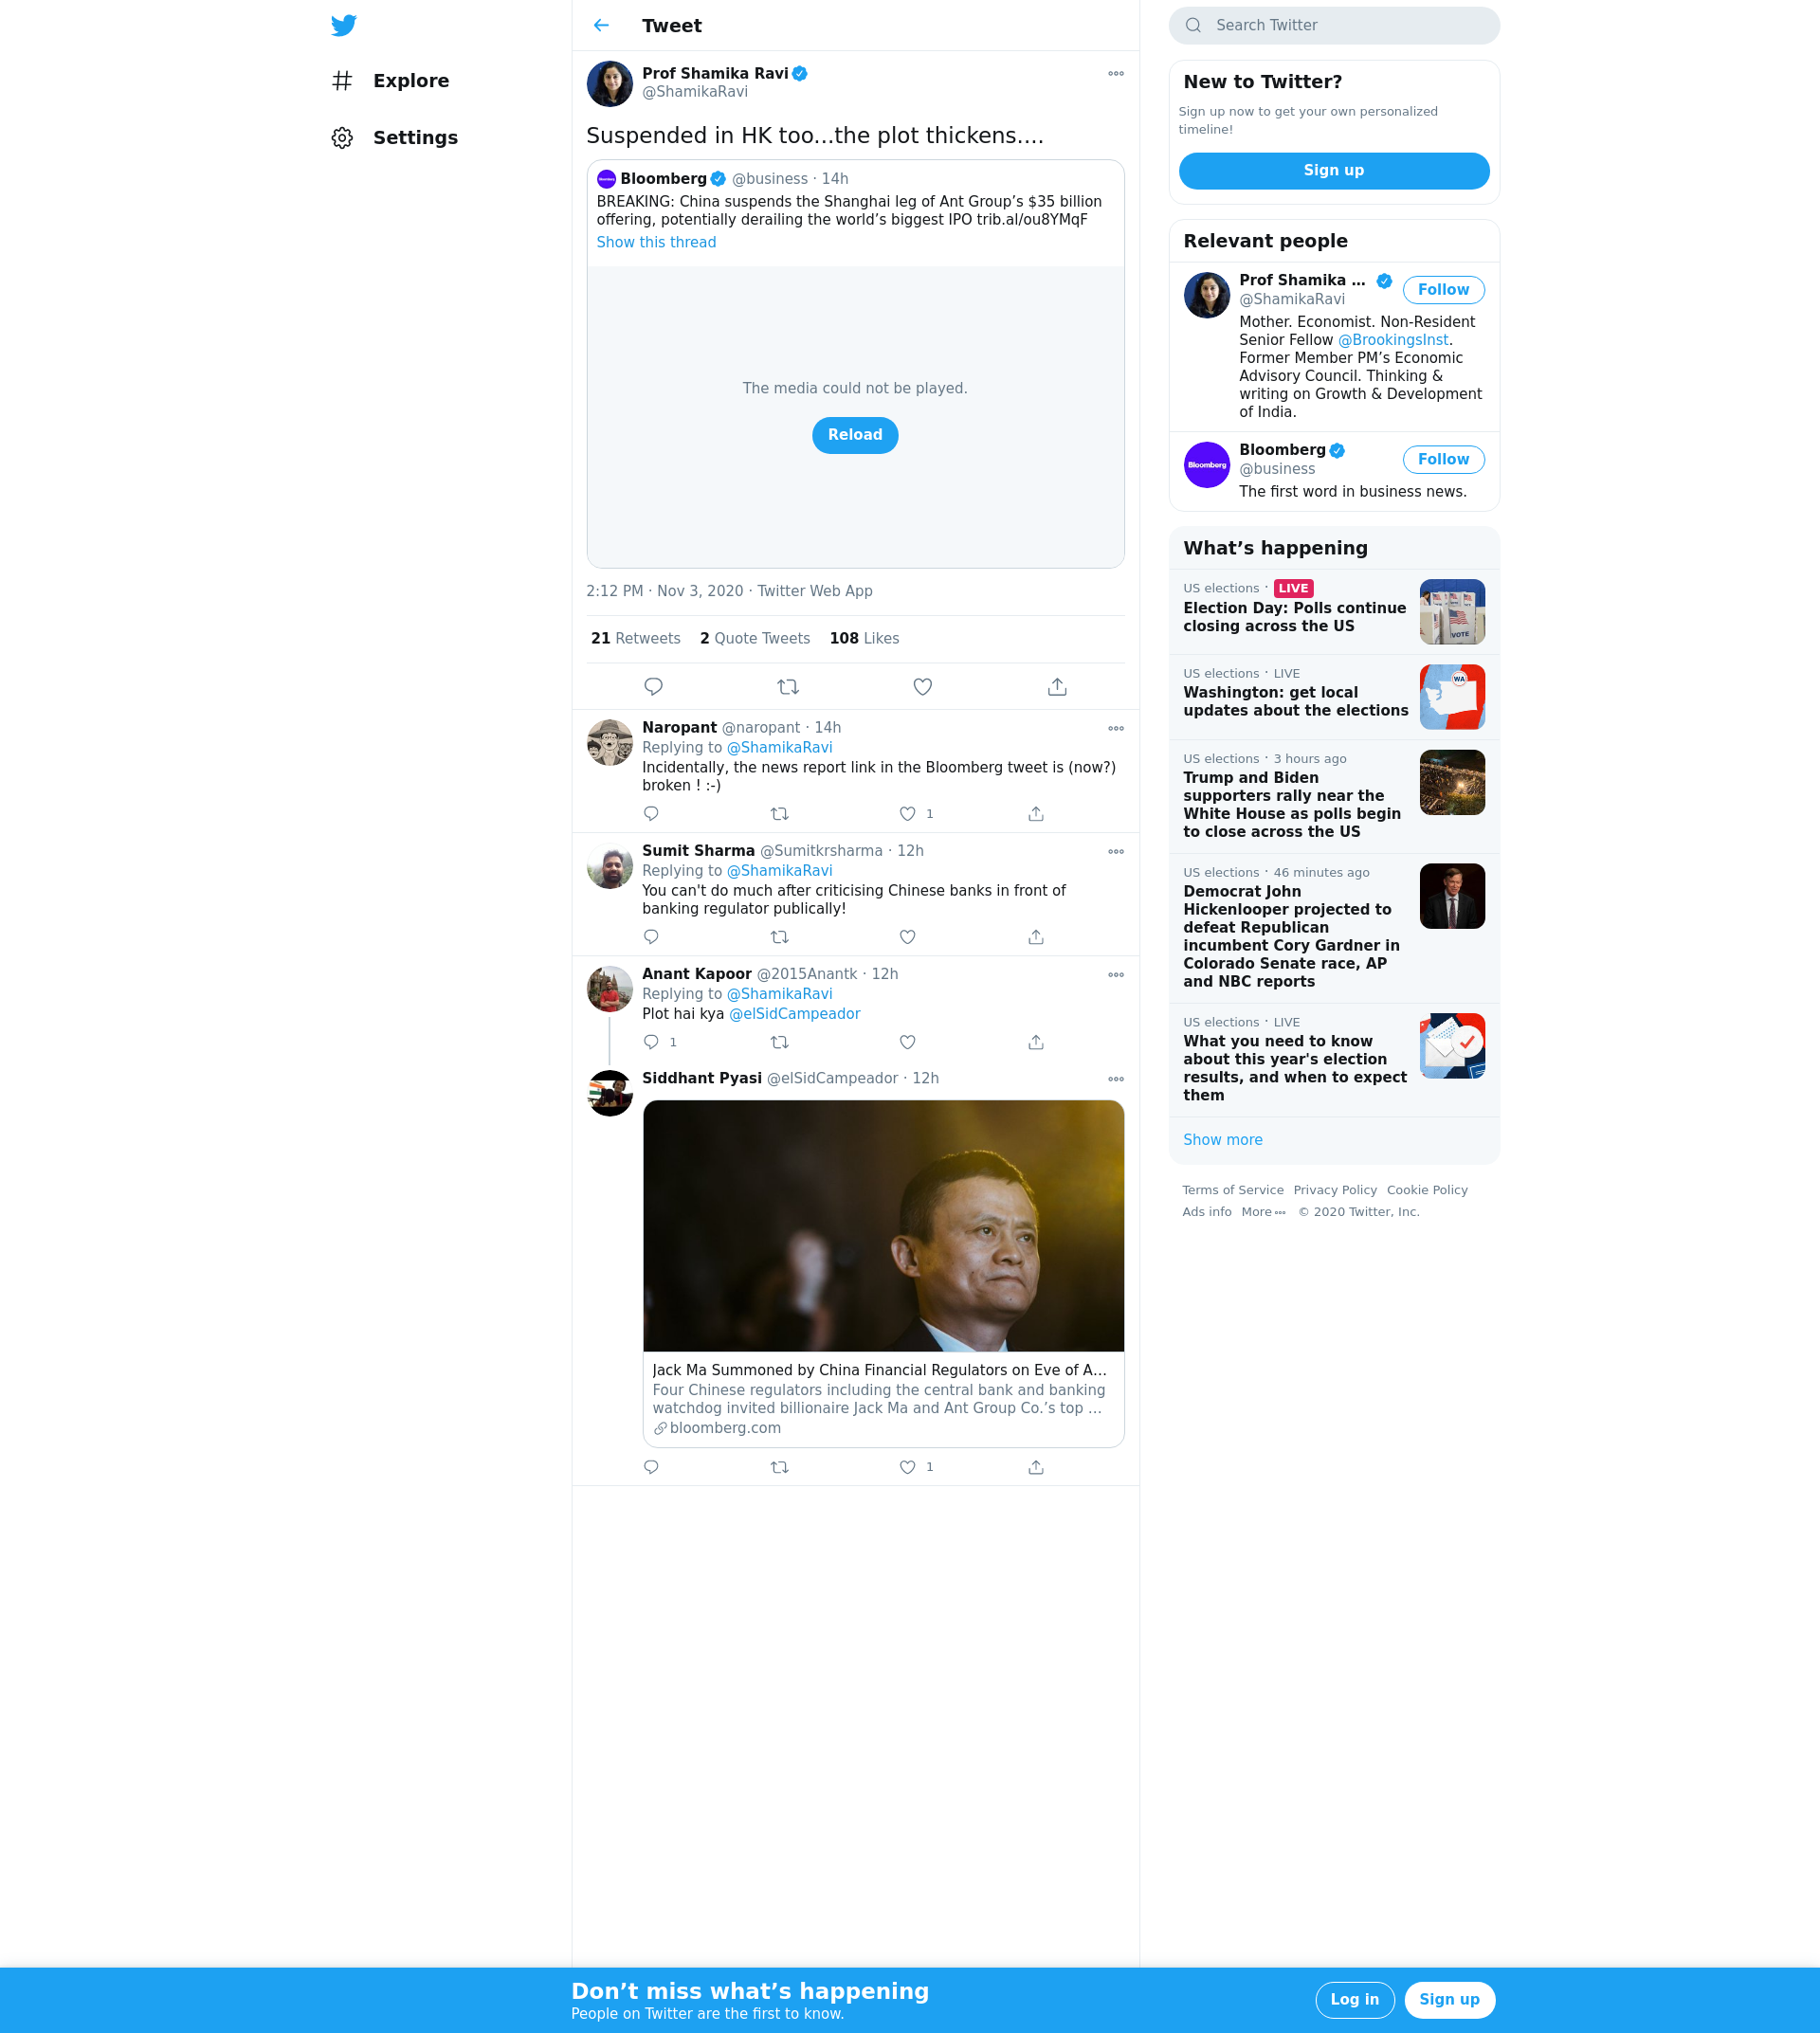 Explore
Settings
Tweet
Prof Shamika Ravi
@ShamikaRavi
Suspended in HK too...the plot thickens....
Bloomberg @business · 14h
BREAKING: China suspends the Shanghai leg of Ant Group’s $35 billion
offering, potentially derailing the world’s biggest IPO trib.al/ou8YMqF
Show this thread
The media could not be played.
Reload
2:12 PM · Nov 3, 2020 · Twitter Web App
21 Retweets 2 Quote Tweets 108 Likes
Naropant @naropant · 14h
Replying to @ShamikaRavi
Incidentally, the news report link in the Bloomberg tweet is (now?)
broken ! :-)
1
Sumit Sharma @Sumitkrsharma · 12h
Replying to @ShamikaRavi
You can't do much after criticising Chinese banks in front of
banking regulator publically!
Anant Kapoor @2015Anantk · 12h
Replying to @ShamikaRavi
Plot hai kya @elSidCampeador
1
Siddhant Pyasi @elSidCampeador · 12h
Jack Ma Summoned by China Financial Regulators on Eve of A...
Four Chinese regulators including the central bank and banking
watchdog invited billionaire Jack Ma and Ant Group Co.’s top ...
bloomberg.com
1
Search Twitter
New to Twitter?
Sign up now to get your own personalized
timeline!
Sign up
Relevant people
Prof Shamika ...
@ShamikaRavi
Follow
Mother. Economist. Non-Resident
Senior Fellow @BrookingsInst.
Former Member PM’s Economic
Advisory Council. Thinking &
writing on Growth & Development
of India.
Bloomberg
Bloomberg
@business
Follow
The first word in business news.
What’s happening
US elections · LIVE
Election Day: Polls continue
closing across the US
VOTE
US elections · LIVE
Washington: get local
updates about the elections
WA
US elections · 3 hours ago
Trump and Biden
supporters rally near the
White House as polls begin
to close across the US
US elections · 46 minutes ago
Democrat John
Hickenlooper projected to
defeat Republican
incumbent Cory Gardner in
Colorado Senate race, AP
and NBC reports
US elections · LIVE
What you need to know
about this year's election
results, and when to expect
them
Show more
Terms of Service Privacy Policy Cookie Policy
Ads info More © 2020 Twitter, Inc.
Don’t miss what’s happening
People on Twitter are the first to know.
Log in
Sign up